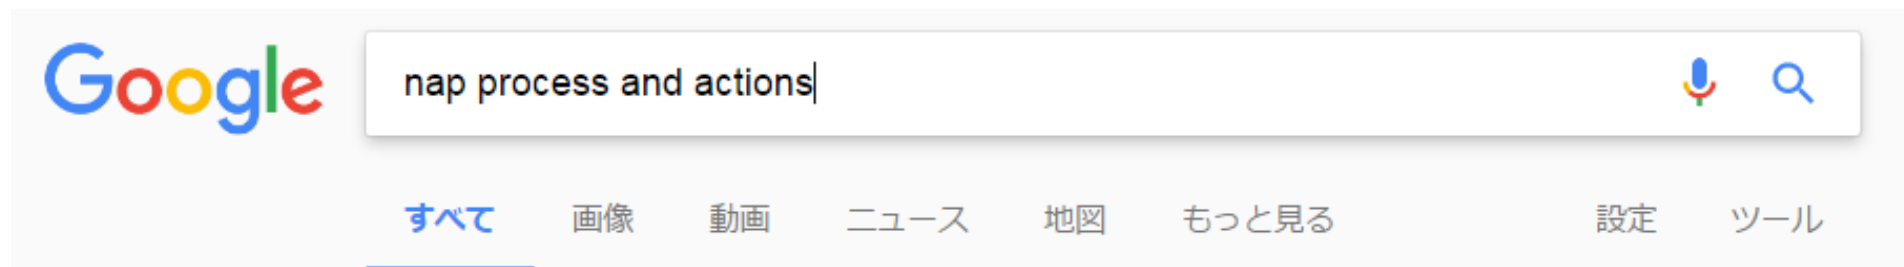 Google nap process and actions
すべて 画像 動画 ニュース 地図 もっと見る 設定 ツール